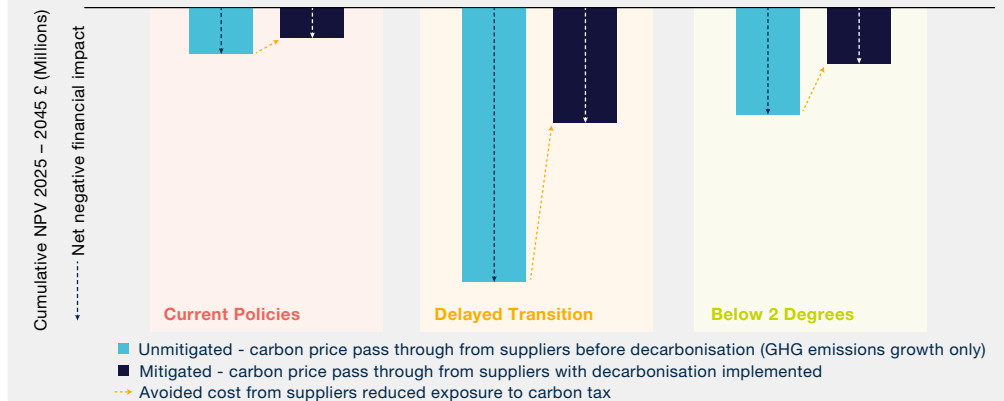 Cumulative NPV 2025 – 2045 £ (Millions)
Net negative financial impact
Current Policies
Delayed Transition
Below 2 Degrees
Unmitigated - carbon price pass through from suppliers before decarbonisation (GHG emissions growth only)
Mitigated - carbon price pass through from suppliers with decarbonisation implemented
Avoided cost from suppliers reduced exposure to carbon tax